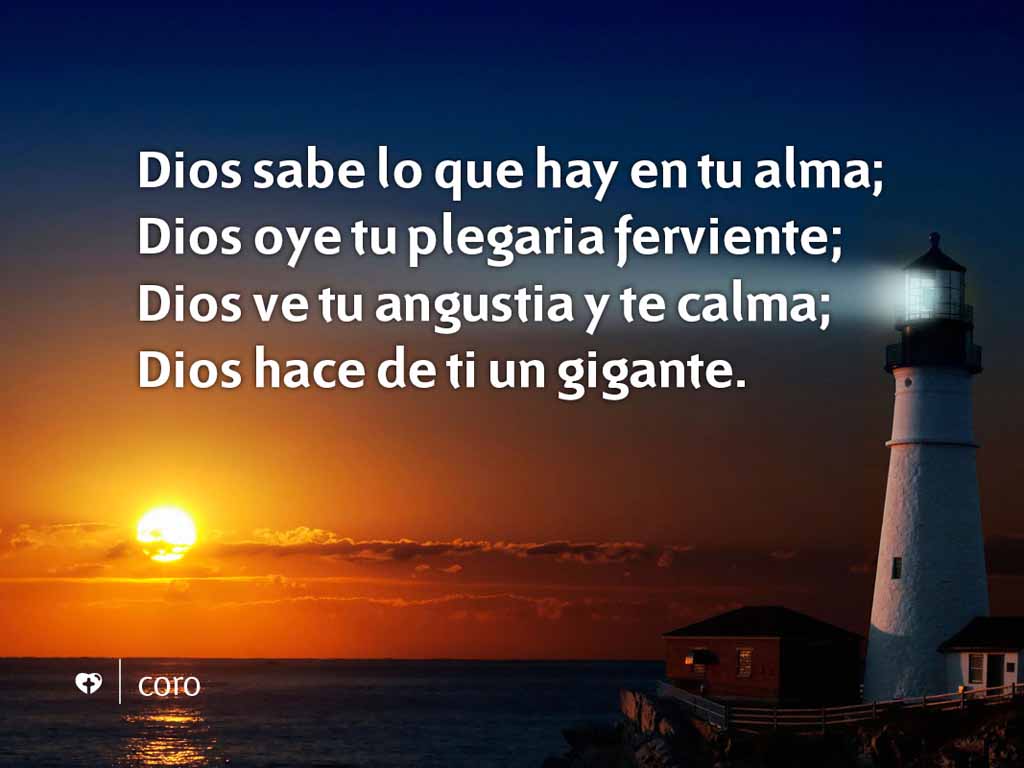 Dios sabe lo que hay en tu alma;
Dios oye tu plegaria ferviente;
Dios ve tu angustia y te calma;
Dios hace de ti un gigante.
coro